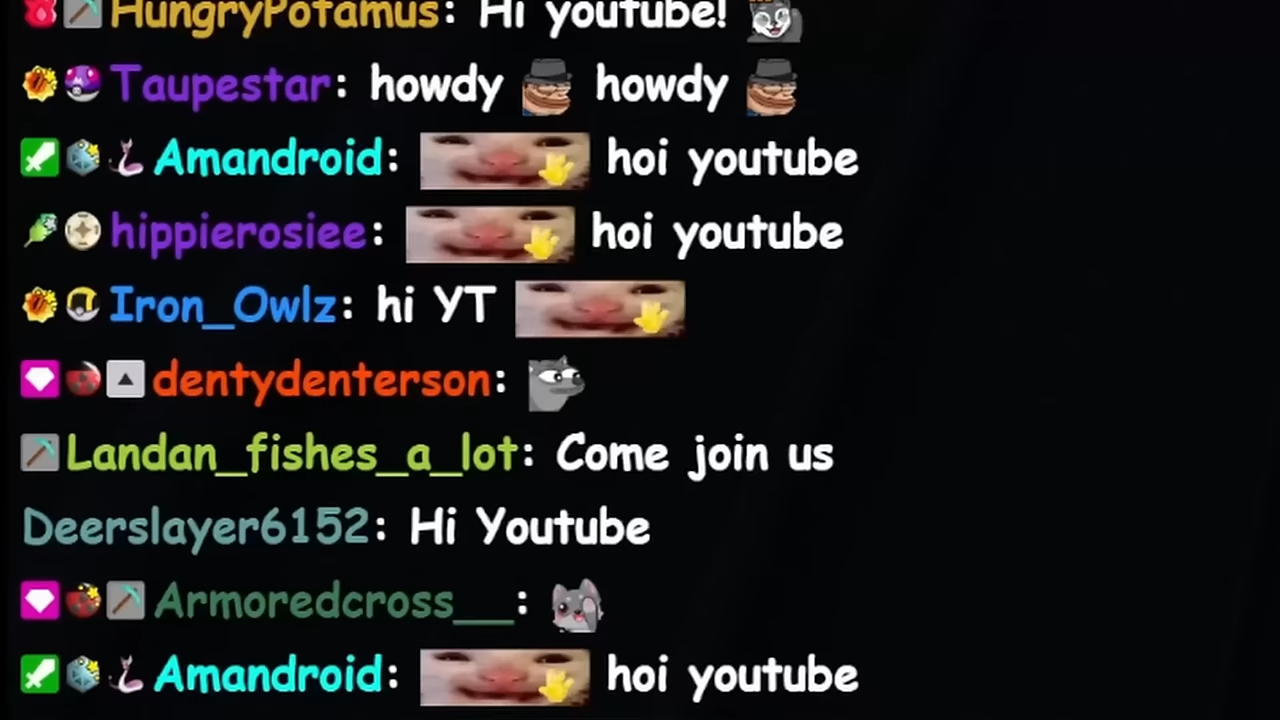 HungryPotamus: Hi youtube!
Taupestar: howdy howdy
Amandroid: hoi youtube
hippierosiee: hoi youtube
Iron_Owlz: hi YT
dentydenterson:
Landan_fishes_a_lot: Come join us
Deerslayer6152: Hi Youtube
Armoredcross__:
Amandroid: hoi youtube